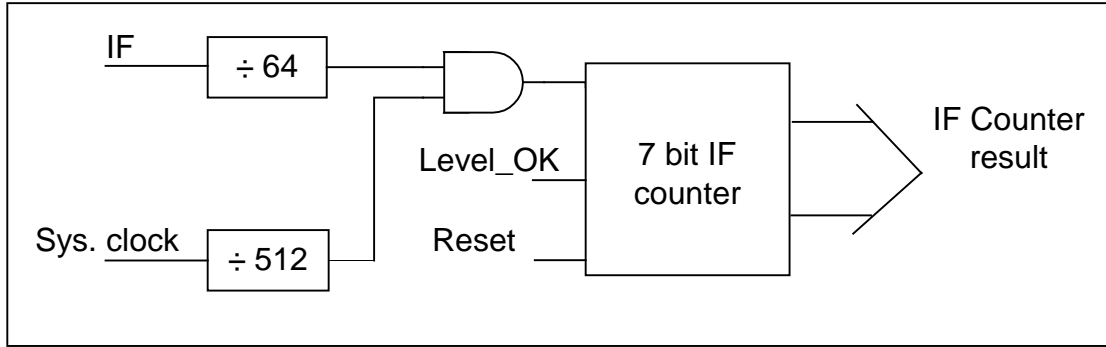 IF
÷ 64
Level_OK
7 bit IF
counter
IF Counter
result
Sys. clock
÷ 512
Reset